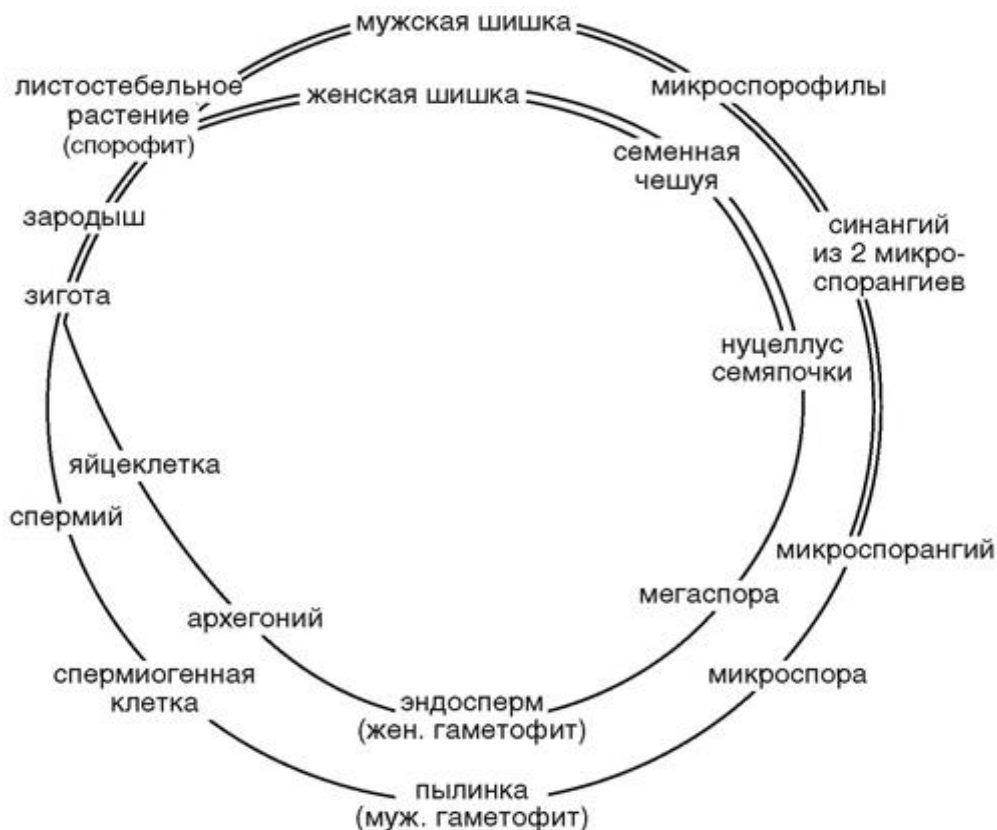 мужская шишка
листостебельное
растение
(спорофит)
женская шишка
микроспорофилы
семенная
чешуя
зародыш
синангий
из 2 микро-
спорангиев
зигота
нуцеллус
семяпочки
яйцеклетка
спермий
микроспорангий
мегаспора
архегоний
спермиогенная
клетка
микроспора
эндосперм
(жен. гаметофит)
пылинка
(муж. гаметофит)